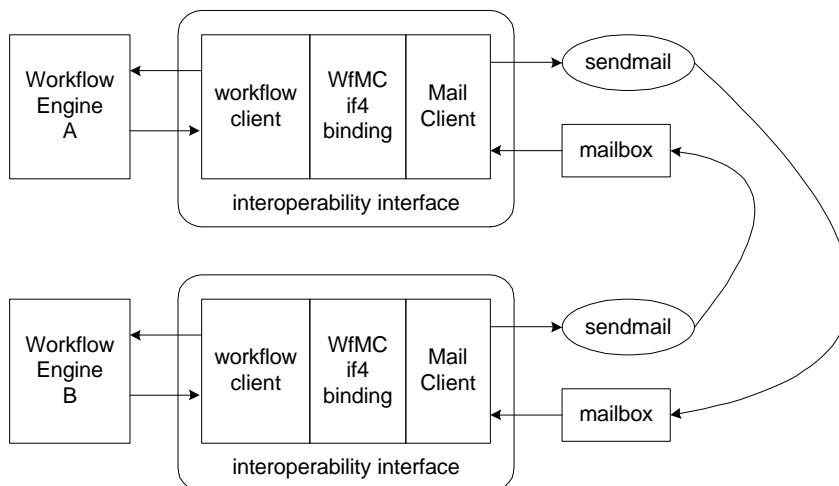 Workflow
Engine
A
workflow
client
WfMC
if4
binding
Mail
Client
interoperability interface
sendmail
mailbox
Workflow
Engine
B
workflow
client
WfMC
if4
binding
Mail
Client
interoperability interface
sendmail
mailbox